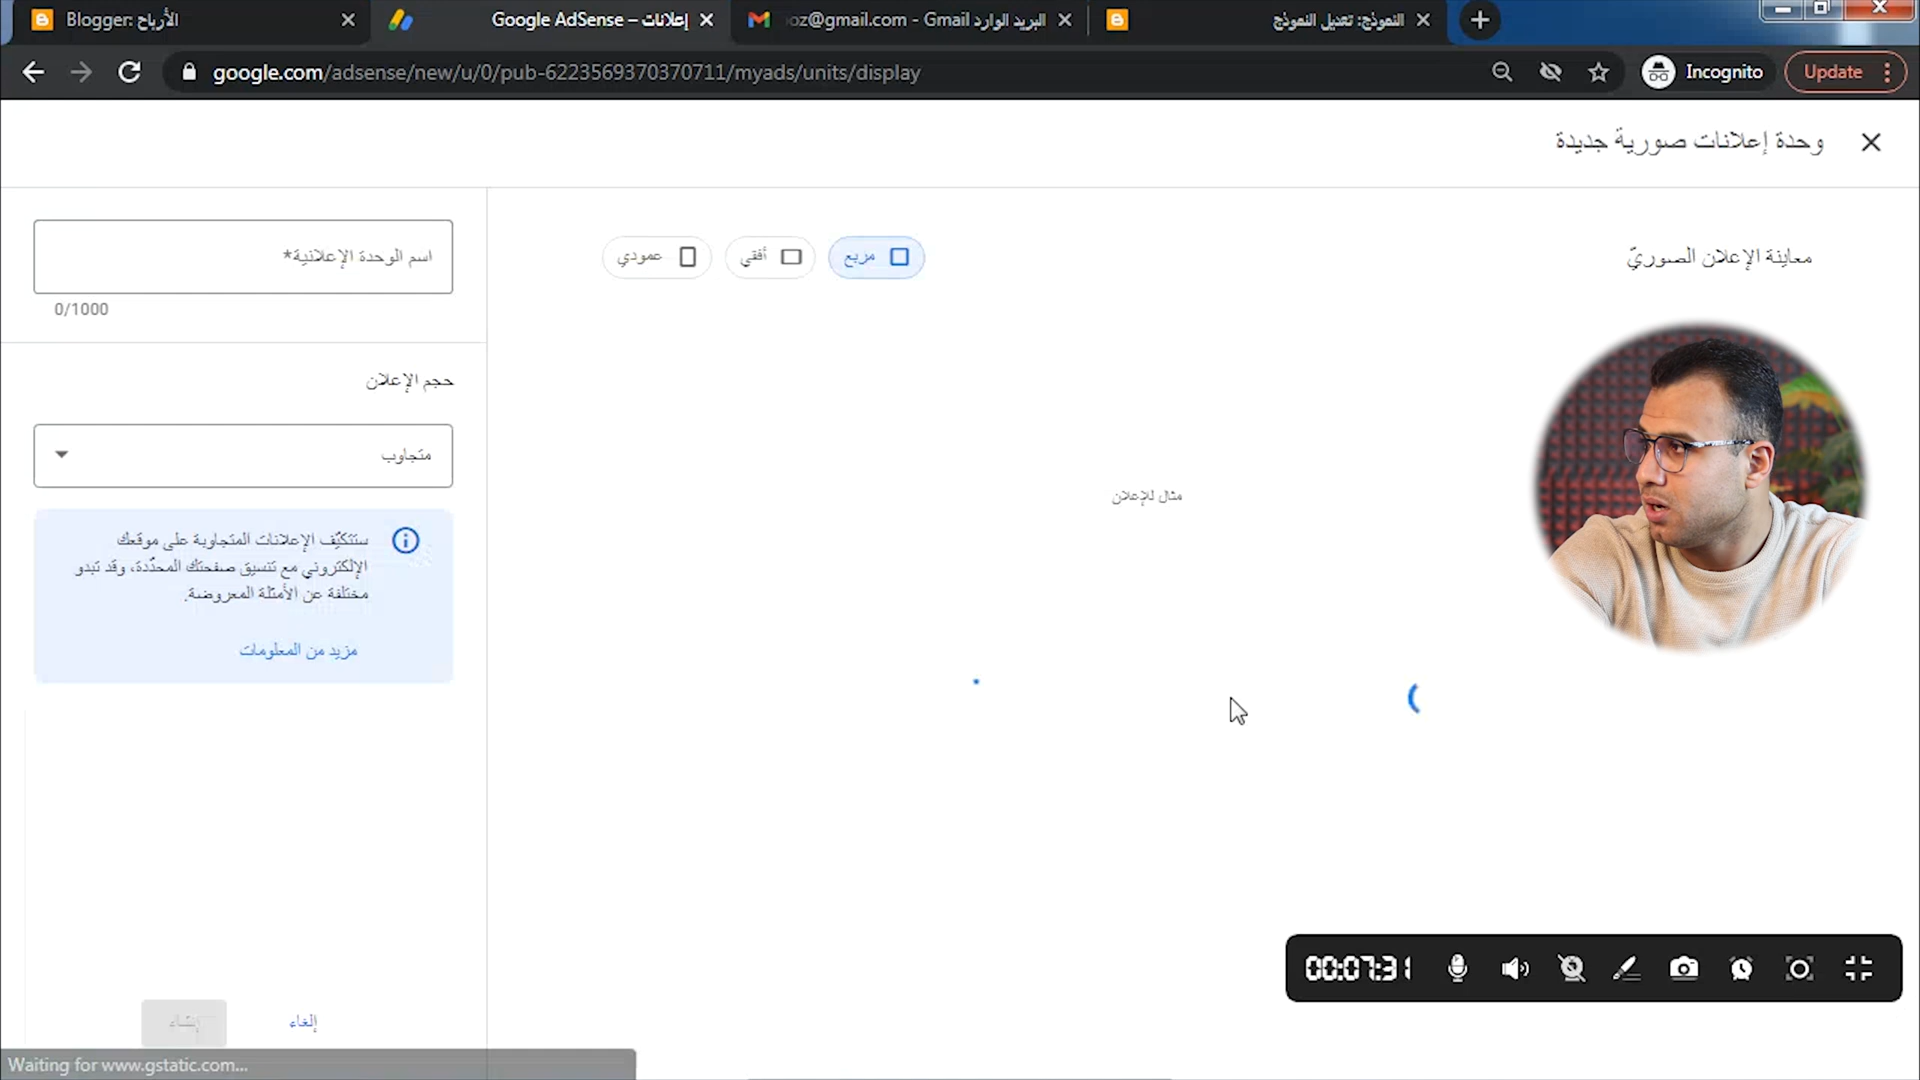 Blogger: الأرباح
إعلانات – Google AdSense
البريد الوارد - oz@gmail.com - Gmail
النموذج: تعديل النموذج
google.com/adsense/new/u/0/pub-6223569370370711/myads/units/display
Incognito
Update
وحدة إعلانات صورية جديدة
اسم الوحدة الإعلانية*
0/1000
معاينة الإعلان الصوريّ
مربع
أفقي
عمودي
حجم الإعلان
متجاوب
ستتكيّف الإعلانات المتجاوبة على موقعك
الإلكتروني مع تنسيق صفحتك المحدّدة، وقد تبدو
مختلفة عن الأمثلة المعروضة.
مزيد من المعلومات
مثال للإعلان
00:07:31
إلغاء
إنشاء
Waiting for www.gstatic.com...